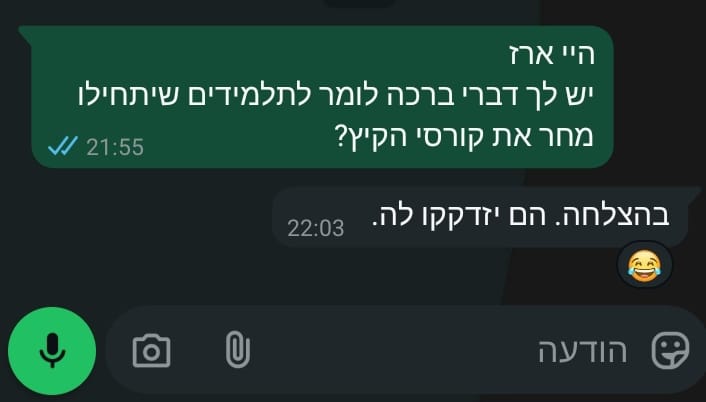 היי ארז
יש לך דברי ברכה לומר לתלמידים שיתחילו
מחר את קורסי הקיץ?
21:55
בהצלחה. הם יזדקקו לה.
22:03
הודעה